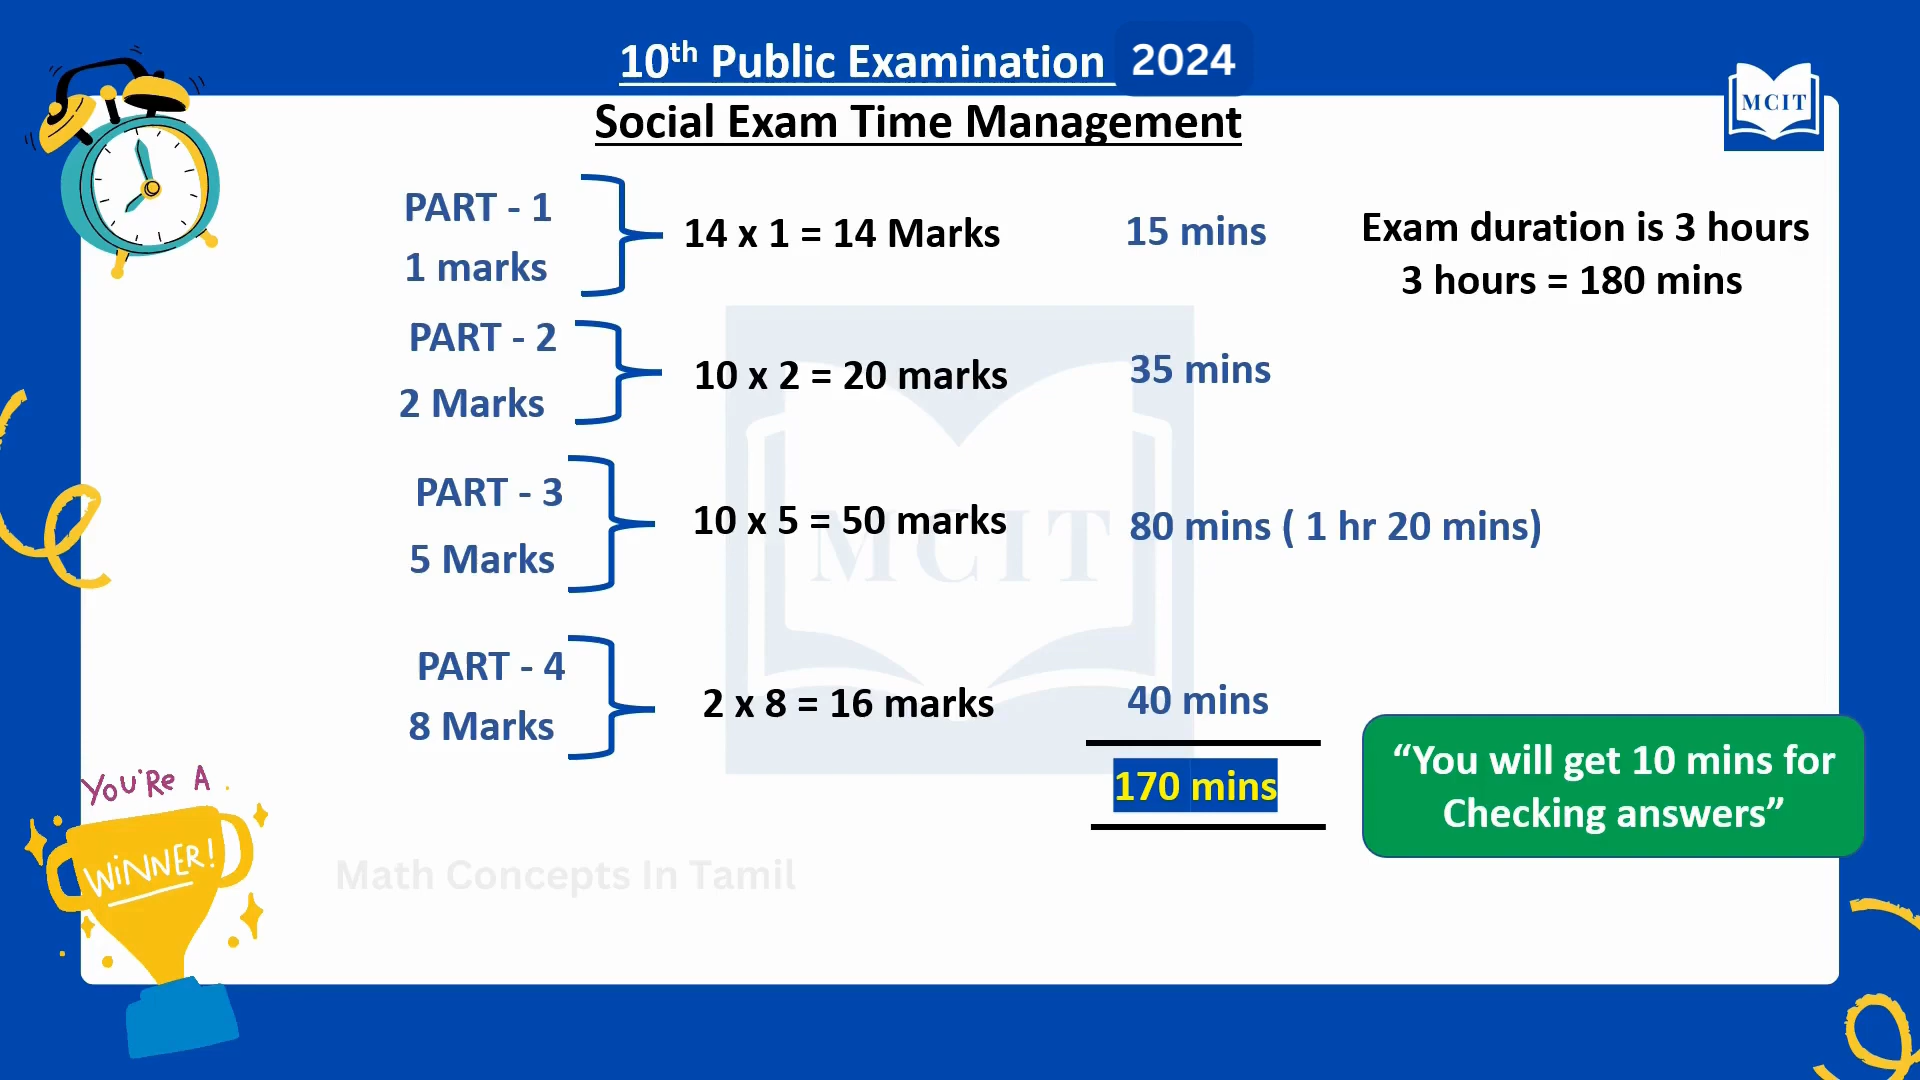 10th Public Examination 2024
Social Exam Time Management
MCIT
PART - 1
1 marks
14 x 1 = 14 Marks
15 mins
Exam duration is 3 hours
3 hours = 180 mins
PART - 2
2 Marks
10 x 2 = 20 marks
35 mins
PART - 3
5 Marks
10 x 5 = 50 marks
80 mins ( 1 hr 20 mins)
MCIT
PART - 4
8 Marks
2 x 8 = 16 marks
40 mins
170 mins
“You will get 10 mins for
Checking answers”
YOU'Re A
WiNNER!
Math Concepts In Tamil